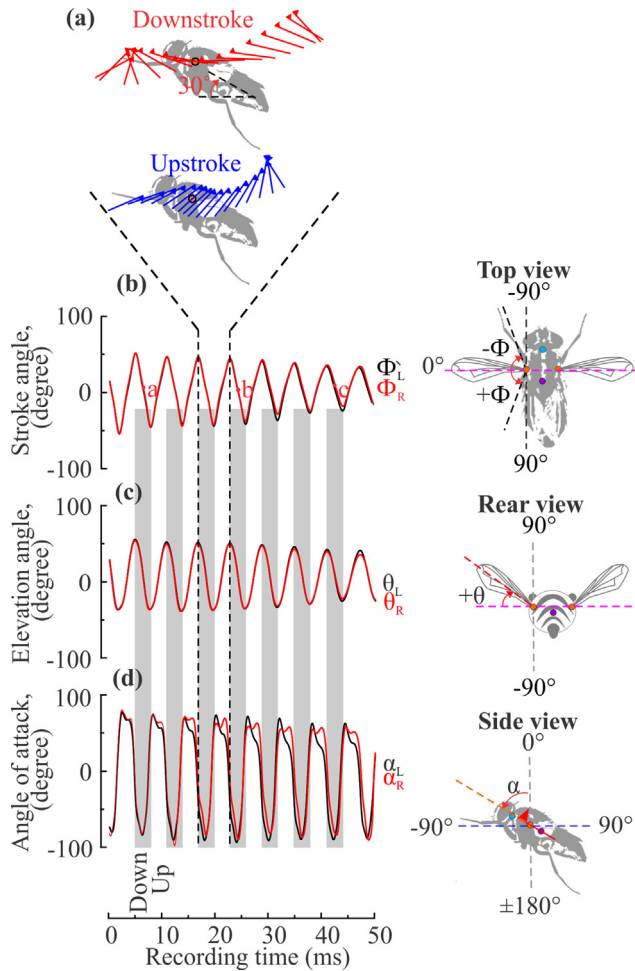 (a)
Downstroke
30°
Upstroke
(b)
Stroke angle,
(degree)
100
0
-100
a
b
c
Φ`L
ΦR
Top view
-90°
0°
-Φ
+Φ
90°
(c)
Elevation angle,
(degree)
100
0
-100
θL
θR
Rear view
90°
+θ
-90°
(d)
Angle of attack,
(degree)
100
0
-100
αL
αR
Side view
0°
α
-90°
90°
±180°
Down
Up
0 10 20 30 40 50
Recording time (ms)